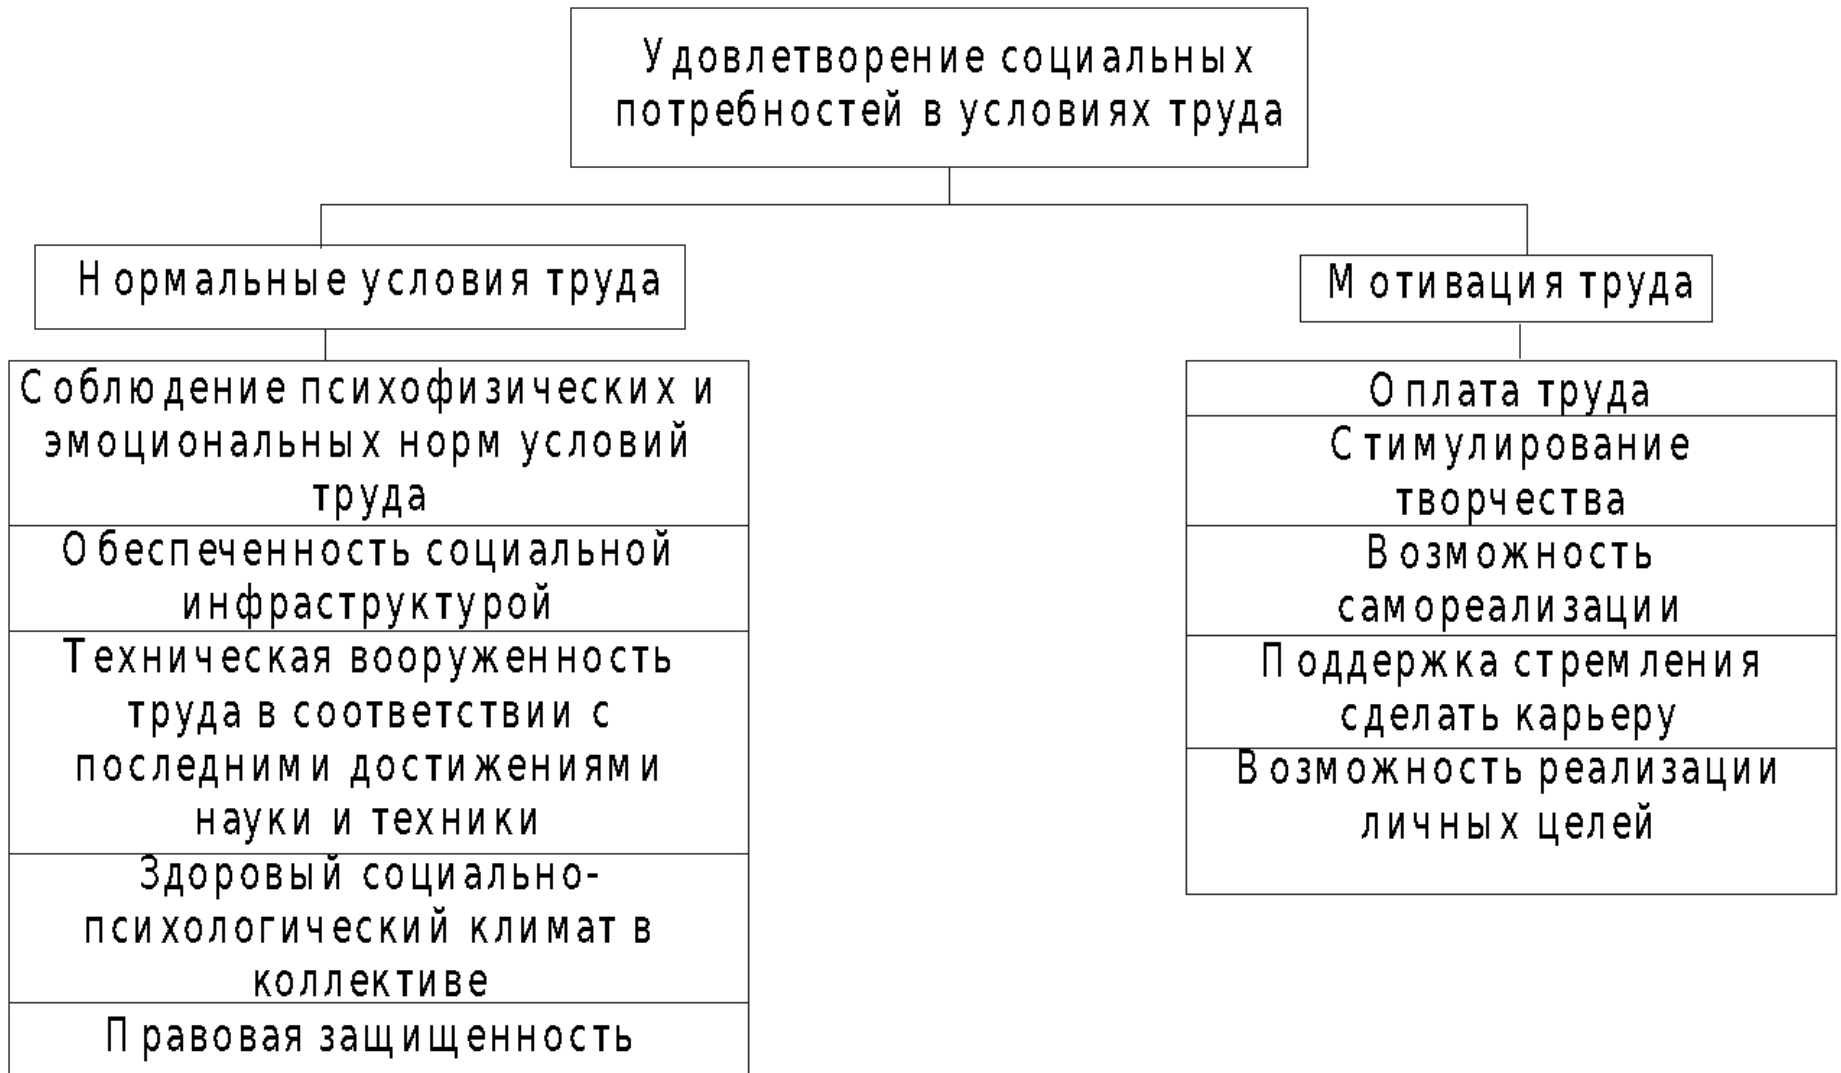 Удовлетворение социальных
потребностей в условиях труда
Нормальные условия труда
Соблюдение психофизических и
эмоциональных норм условий
труда
Обеспеченность социальной
инфраструктурой
Техническая вооруженность
труда в соответствии с
последними достижениями
науки и техники
Здоровый социально-
психологический климат в
коллективе
Правовая защищенность
Мотивация труда
Оплата труда
Стимулирование
творчества
Возможность
самореализации
Поддержка стремления
сделать карьеру
Возможность реализации
личных целей